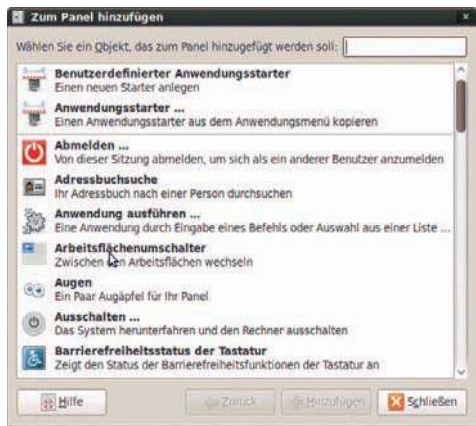 Zum Panel hinzufügen
Wählen Sie ein Objekt, das zum Panel hinzugefügt werden soll:
Benutzerdefinierter Anwendungsstarter
Einen neuen Starter anlegen
Anwendungsstarter ...
Einen Anwendungsstarter aus dem Anwendungsmenü kopieren
Abmelden ...
Von dieser Sitzung abmelden, um sich als ein anderer Benutzer anzumelden
Adressbuchsuche
Ihr Adressbuch nach einer Person durchsuchen
Anwendung ausführen ...
Eine Anwendung durch Eingabe eines Befehls oder Auswahl aus einer Liste ...
Arbeitsflächenumschalter
Zwischen den Arbeitsflächen wechseln
Augen
Ein Paar Augäpfel für Ihr Panel
Ausschalten ...
Das System herunterfahren und den Rechner ausschalten
Barrierefreiheitsstatus der Tastatur
Zeigt den Status der Barrierefreiheitsfunktionen der Tastatur an
Hilfe
Zurück
Hinzufügen
Schließen